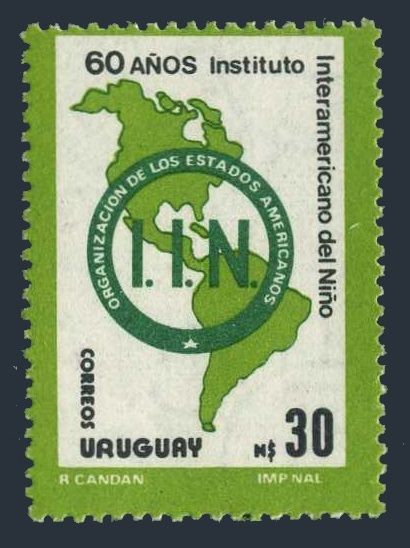 60 AÑOS Instituto
Interamericano del Niño
ORGANIZACION DE LOS ESTADOS AMERICANOS
I.I.N.
CORREOS
URUGUAY N$ 30
R CANDAN IMP NAL